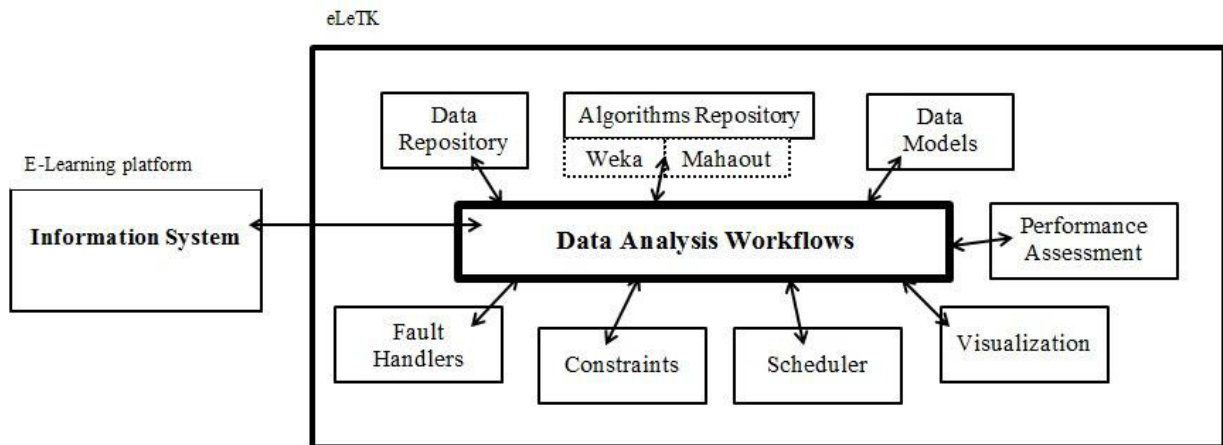 eLeTK
Data
Repository
Algorithms Repository
Weka
Mahaout
Data
Models
E-Learning platform
Information System
Data Analysis Workflows
Performance
Assessment
Fault
Handlers
Constraints
Scheduler
Visualization